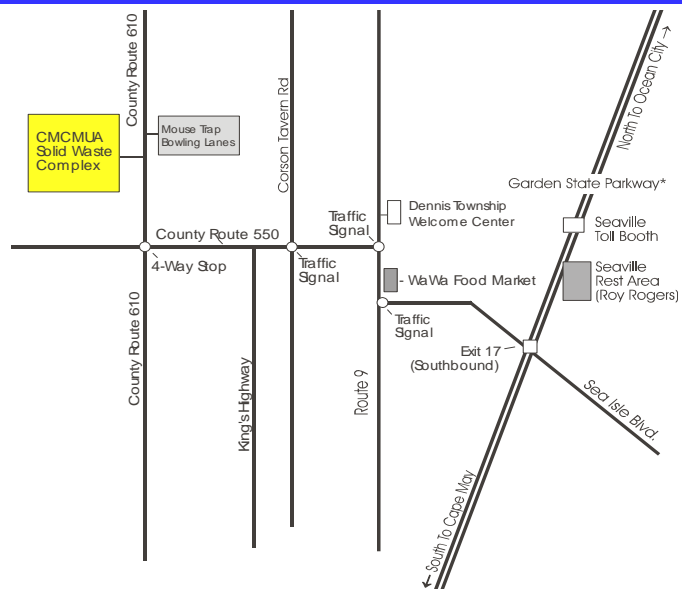 County Route 610
CMCMUA
Solid Waste
Complex
Mouse Trap
Bowling Lanes
Corson Tavern Rd
North To Ocean City →
Garden State Parkway*
Dennis Township
Welcome Center
Traffic
Signal
Seaville
Toll Booth
County Route 550
4-Way Stop
Traffic
Signal
- WaWa Food Market
Seaville
Rest Area
(Roy Rogers)
Traffic
Signal
Exit 17
(Southbound)
County Route 610
King's Highway
Route 9
Sea Isle Blvd.
← South To Cape May